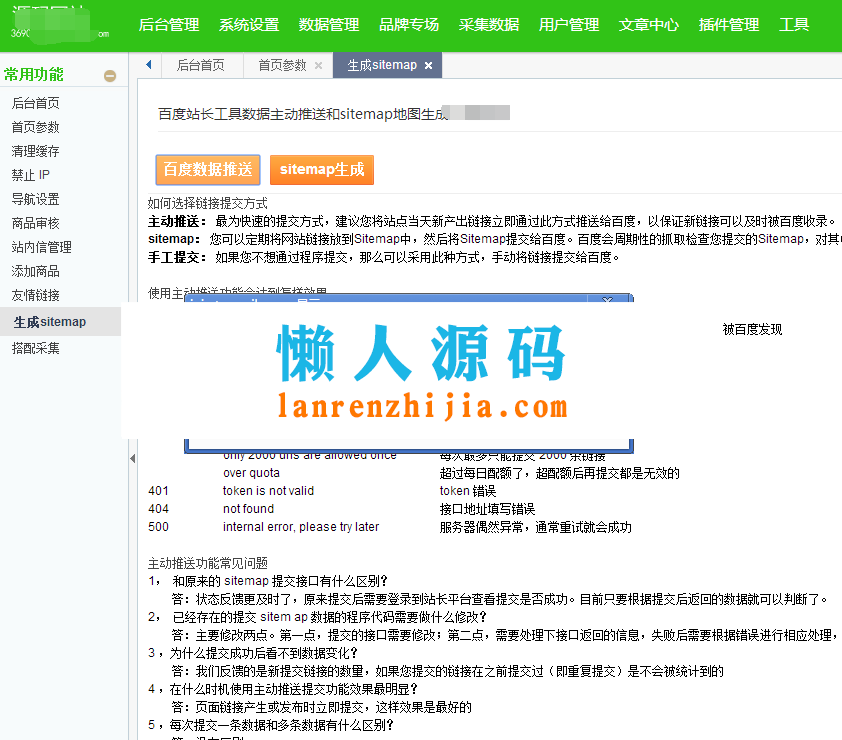 后台管理 系统设置 数据管理 品牌专场 采集数据 用户管理 文章中心 插件管理 工具
常用功能
后台首页 首页参数 生成sitemap
后台首页
首页参数
清理缓存
禁止 IP
导航设置
商品审核
站内信管理
添加商品
友情链接
生成sitemap
搭配采集
百度站长工具数据主动推送和sitemap地图生成
百度数据推送 sitemap生成
如何选择链接提交方式
主动推送： 最为快速的提交方式，建议您将站点当天新产出链接立即通过此方式推送给百度，以保证新链接可以及时被百度收录。
sitemap： 您可以定期将网站链接放到Sitemap中，然后将Sitemap提交给百度。百度会周期性的抓取检查您提交的Sitemap，对其
手工提交： 如果您不想通过程序提交，那么可以采用此种方式，手动将链接提交给百度。
使用主动推送功能会达到怎样效果
被百度发现
懒人源码
lanrenzhijia.com
only 2000 urls are allowed once 每次最多只能提交 2000 条链接
over quota 超过每日配额了，超配额后再提交都是无效的
401 token is not valid token 错误
404 not found 接口地址填写错误
500 internal error, please try later 服务器偶然异常，通常重试就会成功
主动推送功能常见问题
1， 和原来的 sitemap 提交接口有什么区别？
答：状态反馈更及时了，原来提交后需要登录到站长平台查看提交是否成功。目前只要根据提交后返回的数据就可以判断了。
2， 已经存在的提交 sitem ap 数据的程序代码需要做什么修改？
答：主要修改两点。第一点，提交的接口需要修改；第二点，需要处理下接口返回的信息，失败后需要根据错误进行相应处理，
3 ，为什么提交成功后看不到数据变化？
答：我们反馈的是新提交链接的数量，如果您提交的链接在之前提交过（即重复提交）是不会被统计到的
4 ，在什么时机使用主动推送提交功能效果最明显？
答：页面链接产生或发布时立即提交，这样效果是最好的
5 ，每次提交一条数据和多条数据有什么区别？